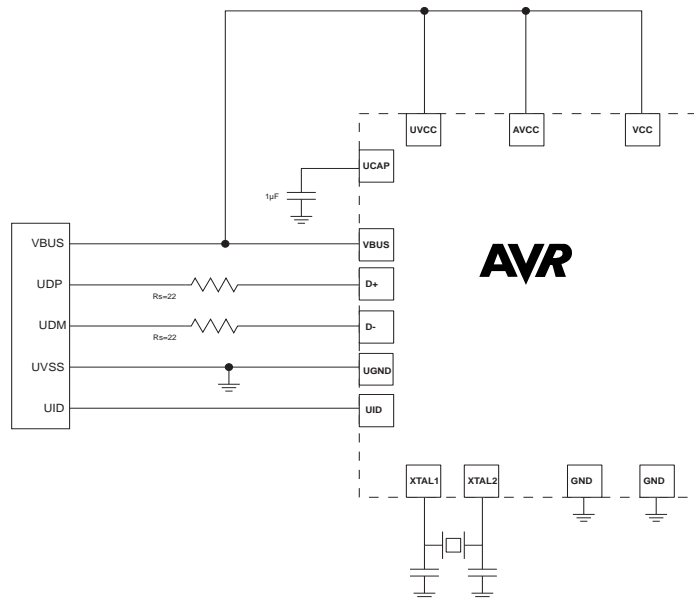 UVCC
AVCC
VCC
UCAP
1µF
VBUS
VBUS
AVR
UDP
Rs=22
D+
UDM
Rs=22
D-
UVSS
UGND
UID
UID
XTAL1
XTAL2
GND
GND